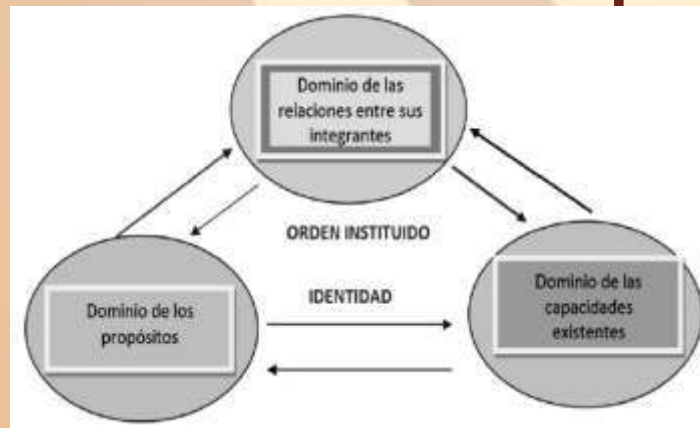 Dominio de las
relaciones entre sus
integrantes
ORDEN INSTITUIDO
IDENTIDAD
Dominio de los
propósitos
Dominio de las
capacidades
existentes